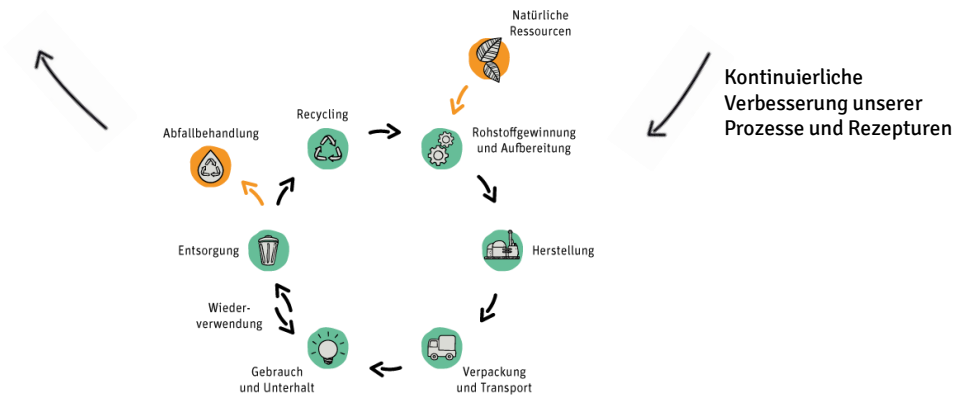 Natürliche
Ressourcen
Kontinuierliche
Verbesserung unserer
Prozesse und Rezepturen
Recycling
Abfallbehandlung
Rohstoffgewinnung
und Aufbereitung
Entsorgung
Herstellung
Wieder-
verwendung
Gebrauch
und Unterhalt
Verpackung
und Transport